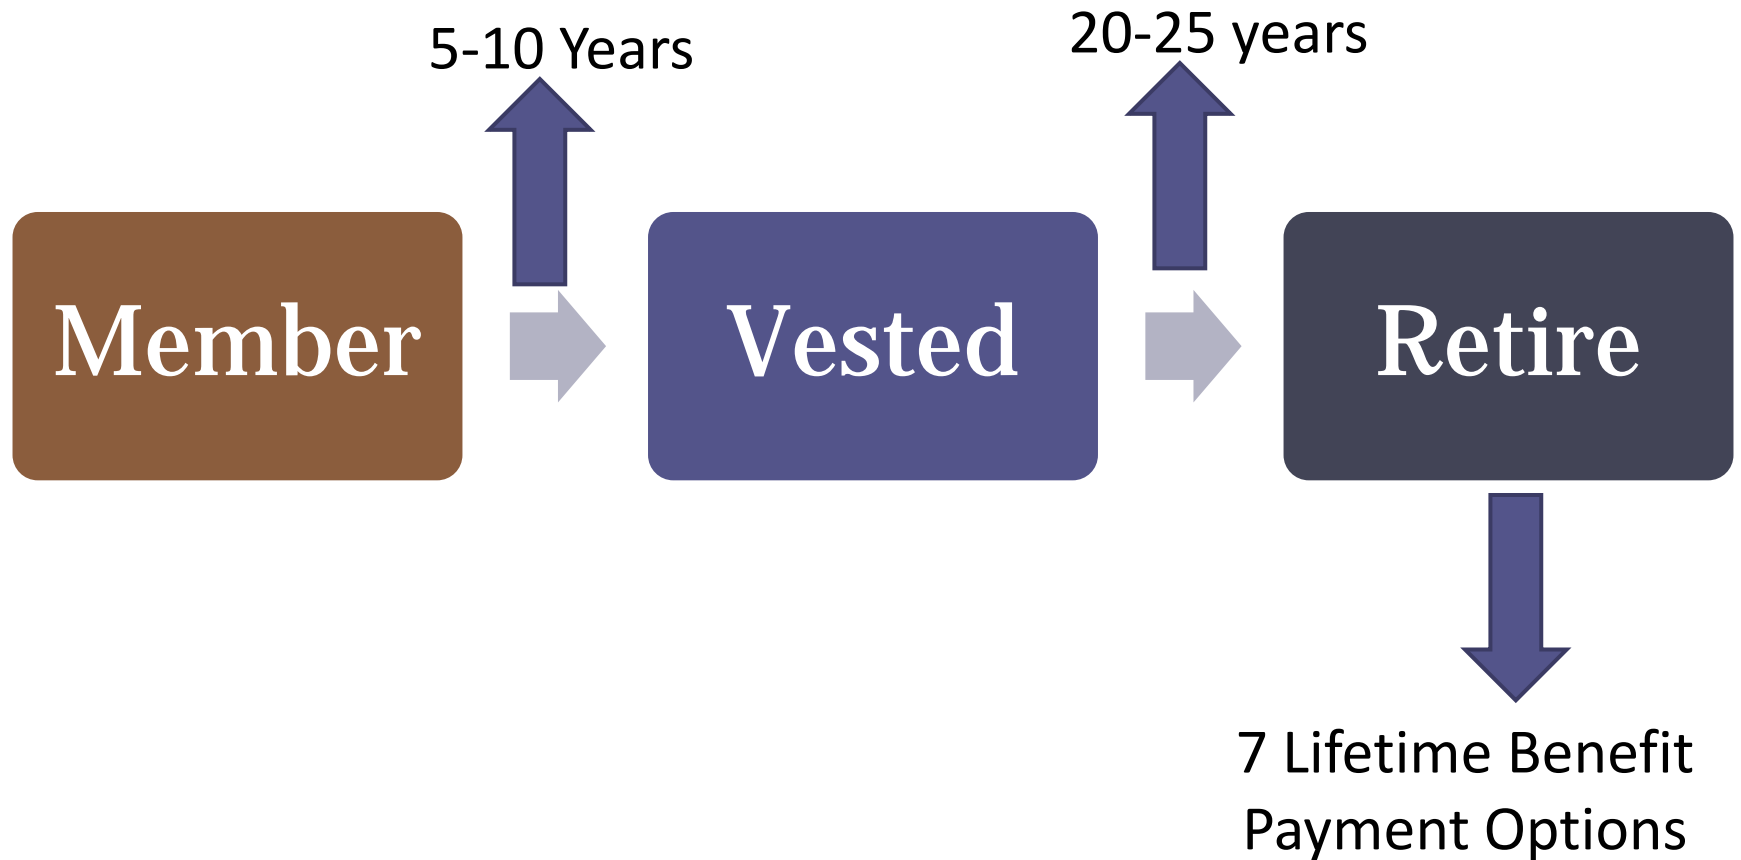 5-10 Years
20-25 years
Member
Vested
Retire
7 Lifetime Benefit
Payment Options